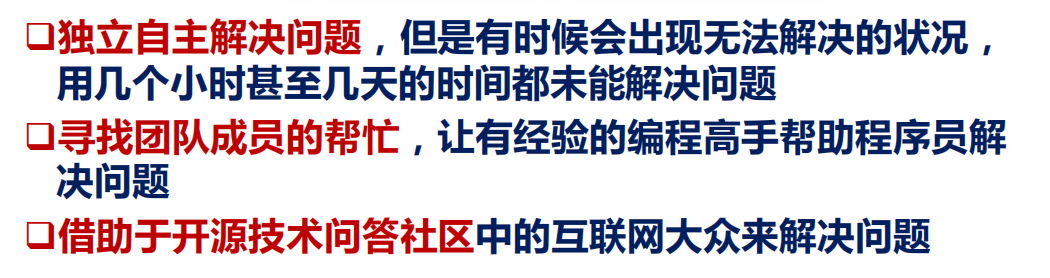 ❑独立自主解决问题，但是有时候会出现无法解决的状况，
用几个小时甚至几天的时间都未能解决问题
❑寻找团队成员的帮忙，让有经验的编程高手帮助程序员解
决问题
❑借助于开源技术问答社区中的互联网大众来解决问题